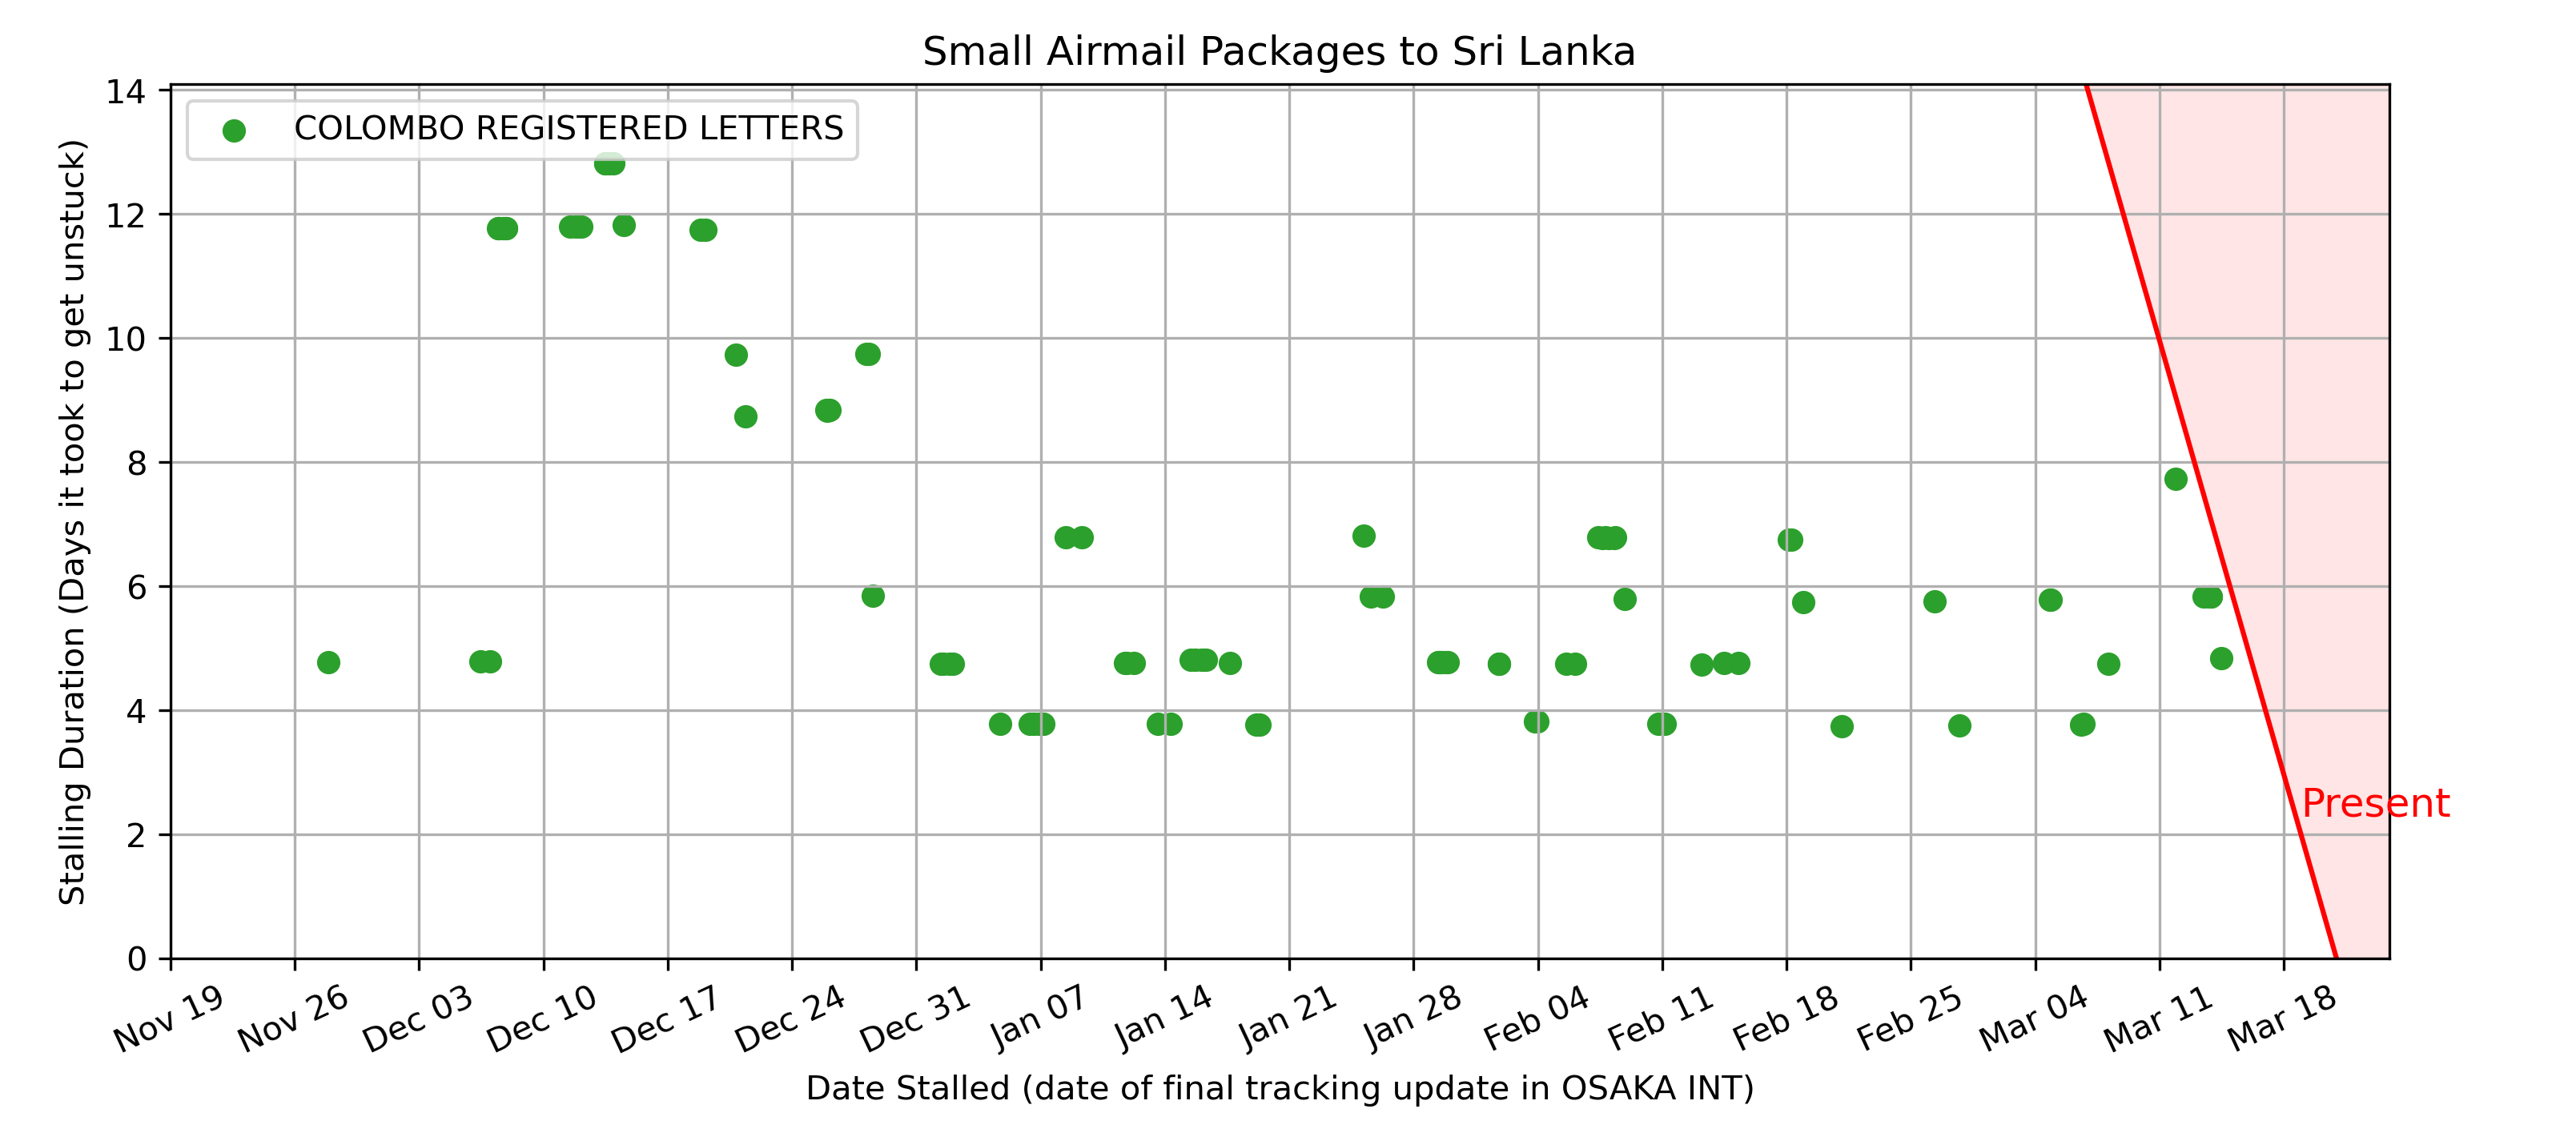 Small Airmail Packages to Sri Lanka
COLOMBO REGISTERED LETTERS
Stalling Duration (Days it took to get unstuck)
14
12
10
8
6
4
2
0
Present
Nov 19
Nov 26
Dec 03
Dec 10
Dec 17
Dec 24
Dec 31
Jan 07
Jan 14
Jan 21
Jan 28
Feb 04
Feb 11
Feb 18
Feb 25
Mar 04
Mar 11
Mar 18
Date Stalled (date of final tracking update in OSAKA INT)